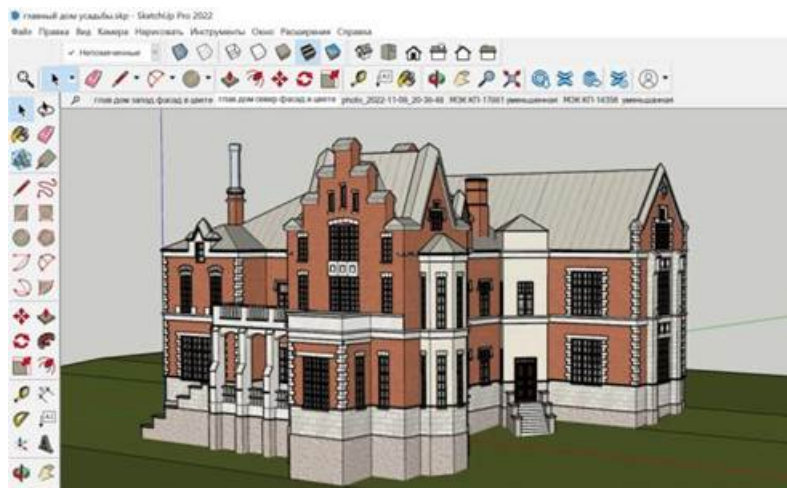 главный дом усадьбы.skp - SketchUp Pro 2022
Файл Правка Вид Камера Нарисовать Инструменты Окно Расширения Справка
Непомеченные
глав.дом запад.фасад в цвете глав.дом север.фасад в цвете photo_2022-11-06_20-36-48 МЭК КП-17661 уменьшенная МЭК КП-14356 уменьшенная